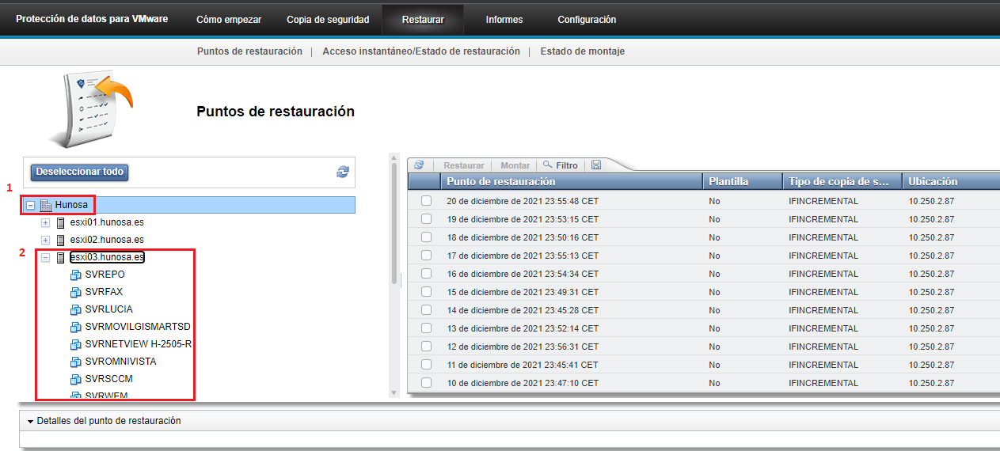 Protección de datos para VMware Cómo empezar Copia de seguridad Restaurar Informes Configuración
Puntos de restauración | Acceso instantáneo/Estado de restauración | Estado de montaje
Puntos de restauración
Deseleccionar todo
1
Hunosa
esxi01.hunosa.es
esxi02.hunosa.es
2
esxi03.hunosa.es
SVREPO
SVRFAX
SVRLUCIA
SVRMOVILGISMARTSD
SVRNETVIEW H-2505-R
SVROMNIVISTA
SVRSCCM
SVRWFM
Restaurar Montar Filtro
Punto de restauración Plantilla Tipo de copia de s... Ubicación
20 de diciembre de 2021 23:55:48 CET No IFINCREMENTAL 10.250.2.87
19 de diciembre de 2021 23:53:15 CET No IFINCREMENTAL 10.250.2.87
18 de diciembre de 2021 23:50:16 CET No IFINCREMENTAL 10.250.2.87
17 de diciembre de 2021 23:55:13 CET No IFINCREMENTAL 10.250.2.87
16 de diciembre de 2021 23:54:34 CET No IFINCREMENTAL 10.250.2.87
15 de diciembre de 2021 23:49:31 CET No IFINCREMENTAL 10.250.2.87
14 de diciembre de 2021 23:45:28 CET No IFINCREMENTAL 10.250.2.87
13 de diciembre de 2021 23:52:14 CET No IFINCREMENTAL 10.250.2.87
12 de diciembre de 2021 23:56:31 CET No IFINCREMENTAL 10.250.2.87
11 de diciembre de 2021 23:45:41 CET No IFINCREMENTAL 10.250.2.87
10 de diciembre de 2021 23:47:10 CET No IFINCREMENTAL 10.250.2.87
Detalles del punto de restauración